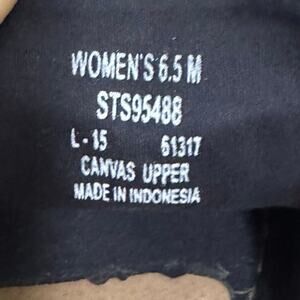 WOMEN'S 6.5 M
STS95488
L-15 61317
CANVAS UPPER
MADE IN INDONESIA